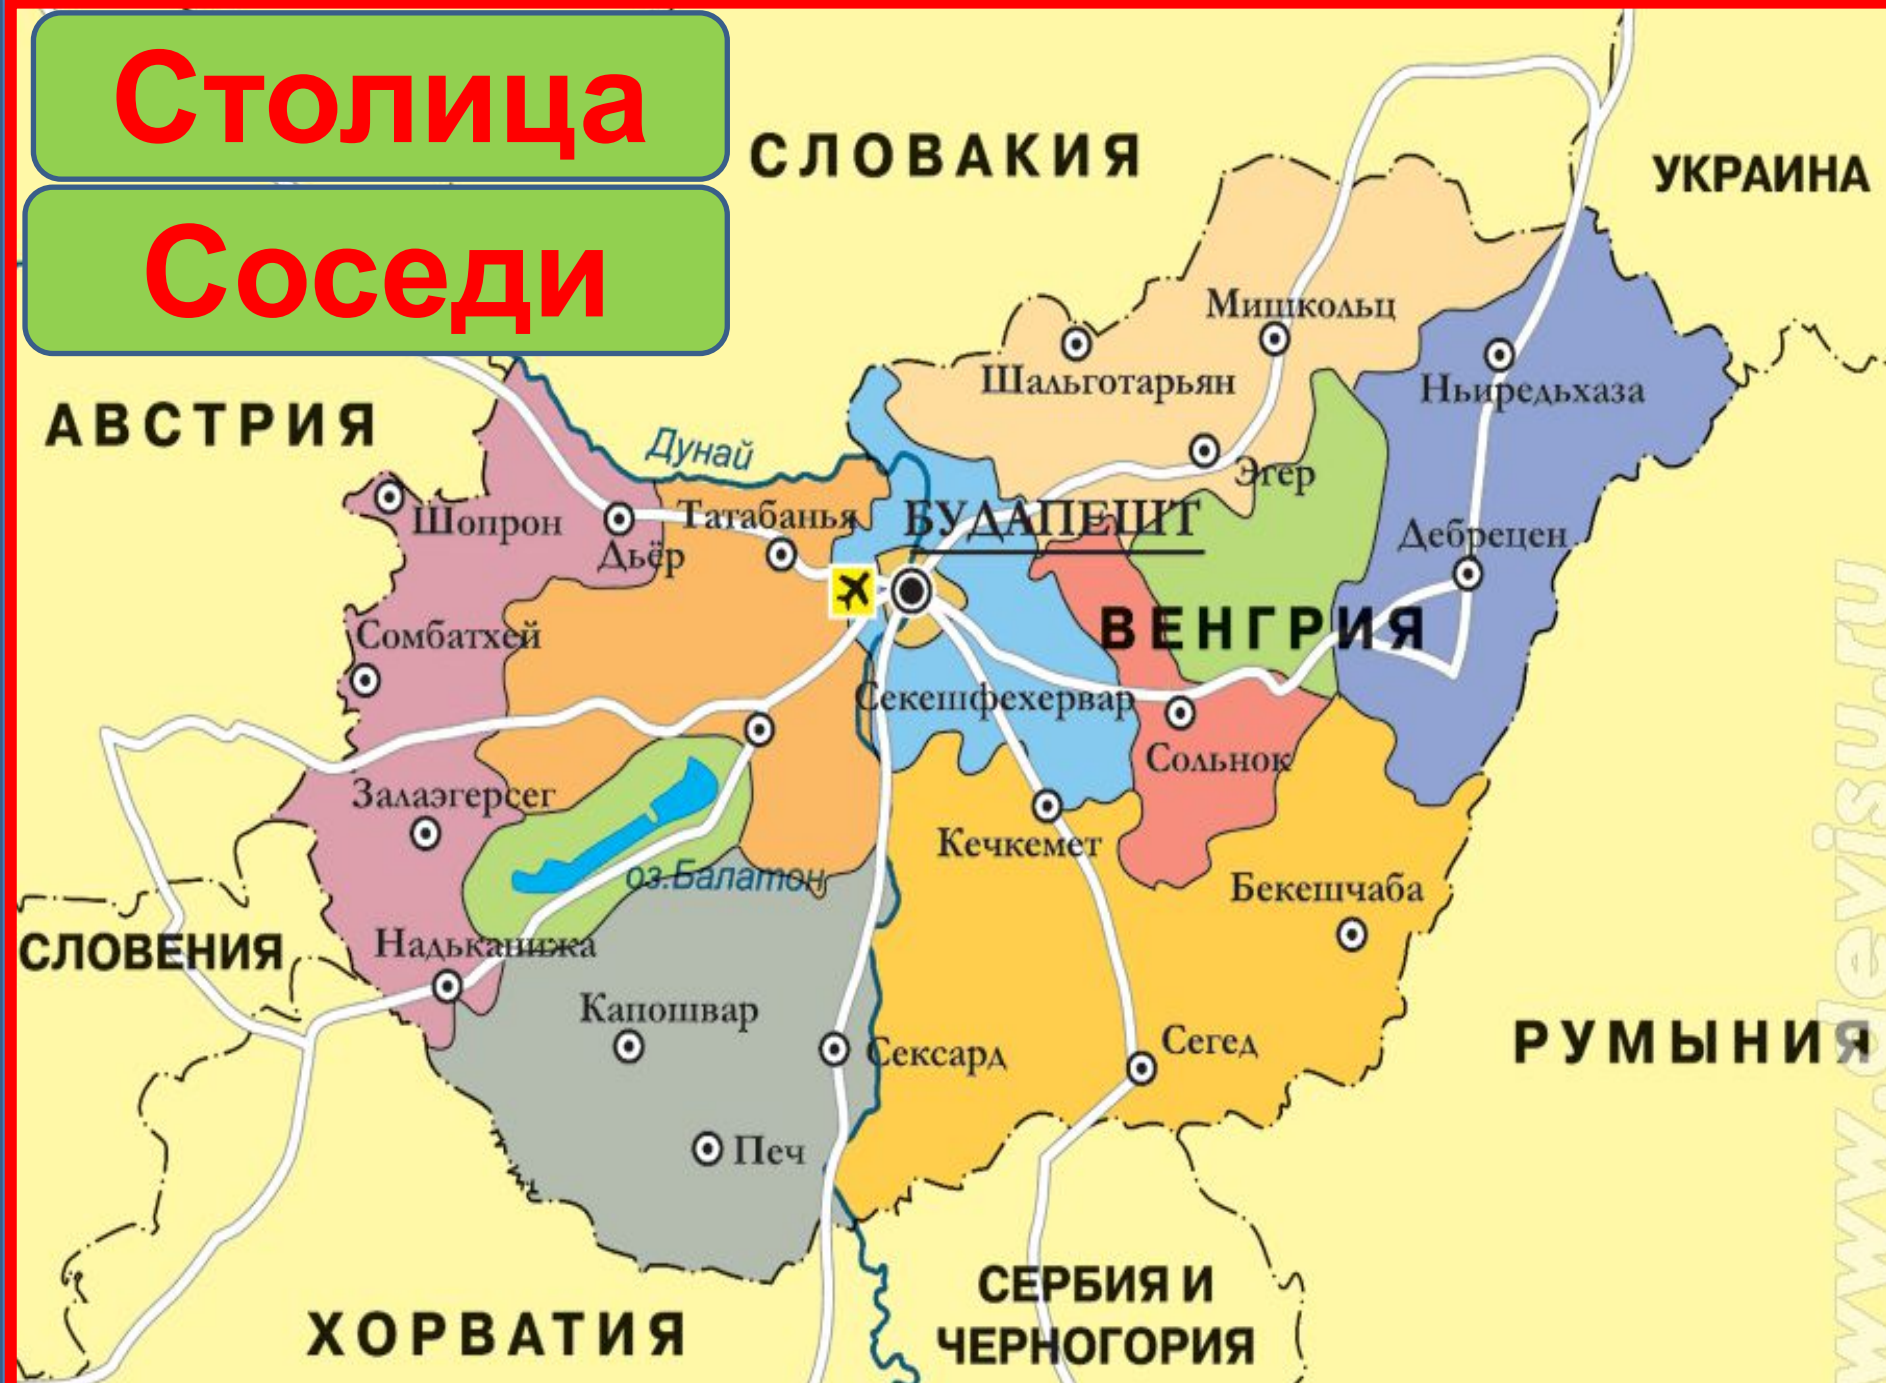 Столица
Соседи
СЛОВАКИЯ
УКРАИНА
АВСТРИЯ
Мишкольц
Шальготарьян
Ньиредьхаза
Дунай
Эгер
Шопрон
Дьёр
Татабанья
БУДАПЕШТ
Дебрецен
ВЕНГРИЯ
Сомбатхей
Секешфехервар
Сольнок
Залаэгерсег
Кечкемет
оз.Балатон
Бекешчаба
СЛОВЕНИЯ
Надьканижа
Капошвар
Сексард
Сегед
РУМЫНИЯ
Печ
ХОРВАТИЯ
СЕРБИЯ И
ЧЕРНОГОРИЯ